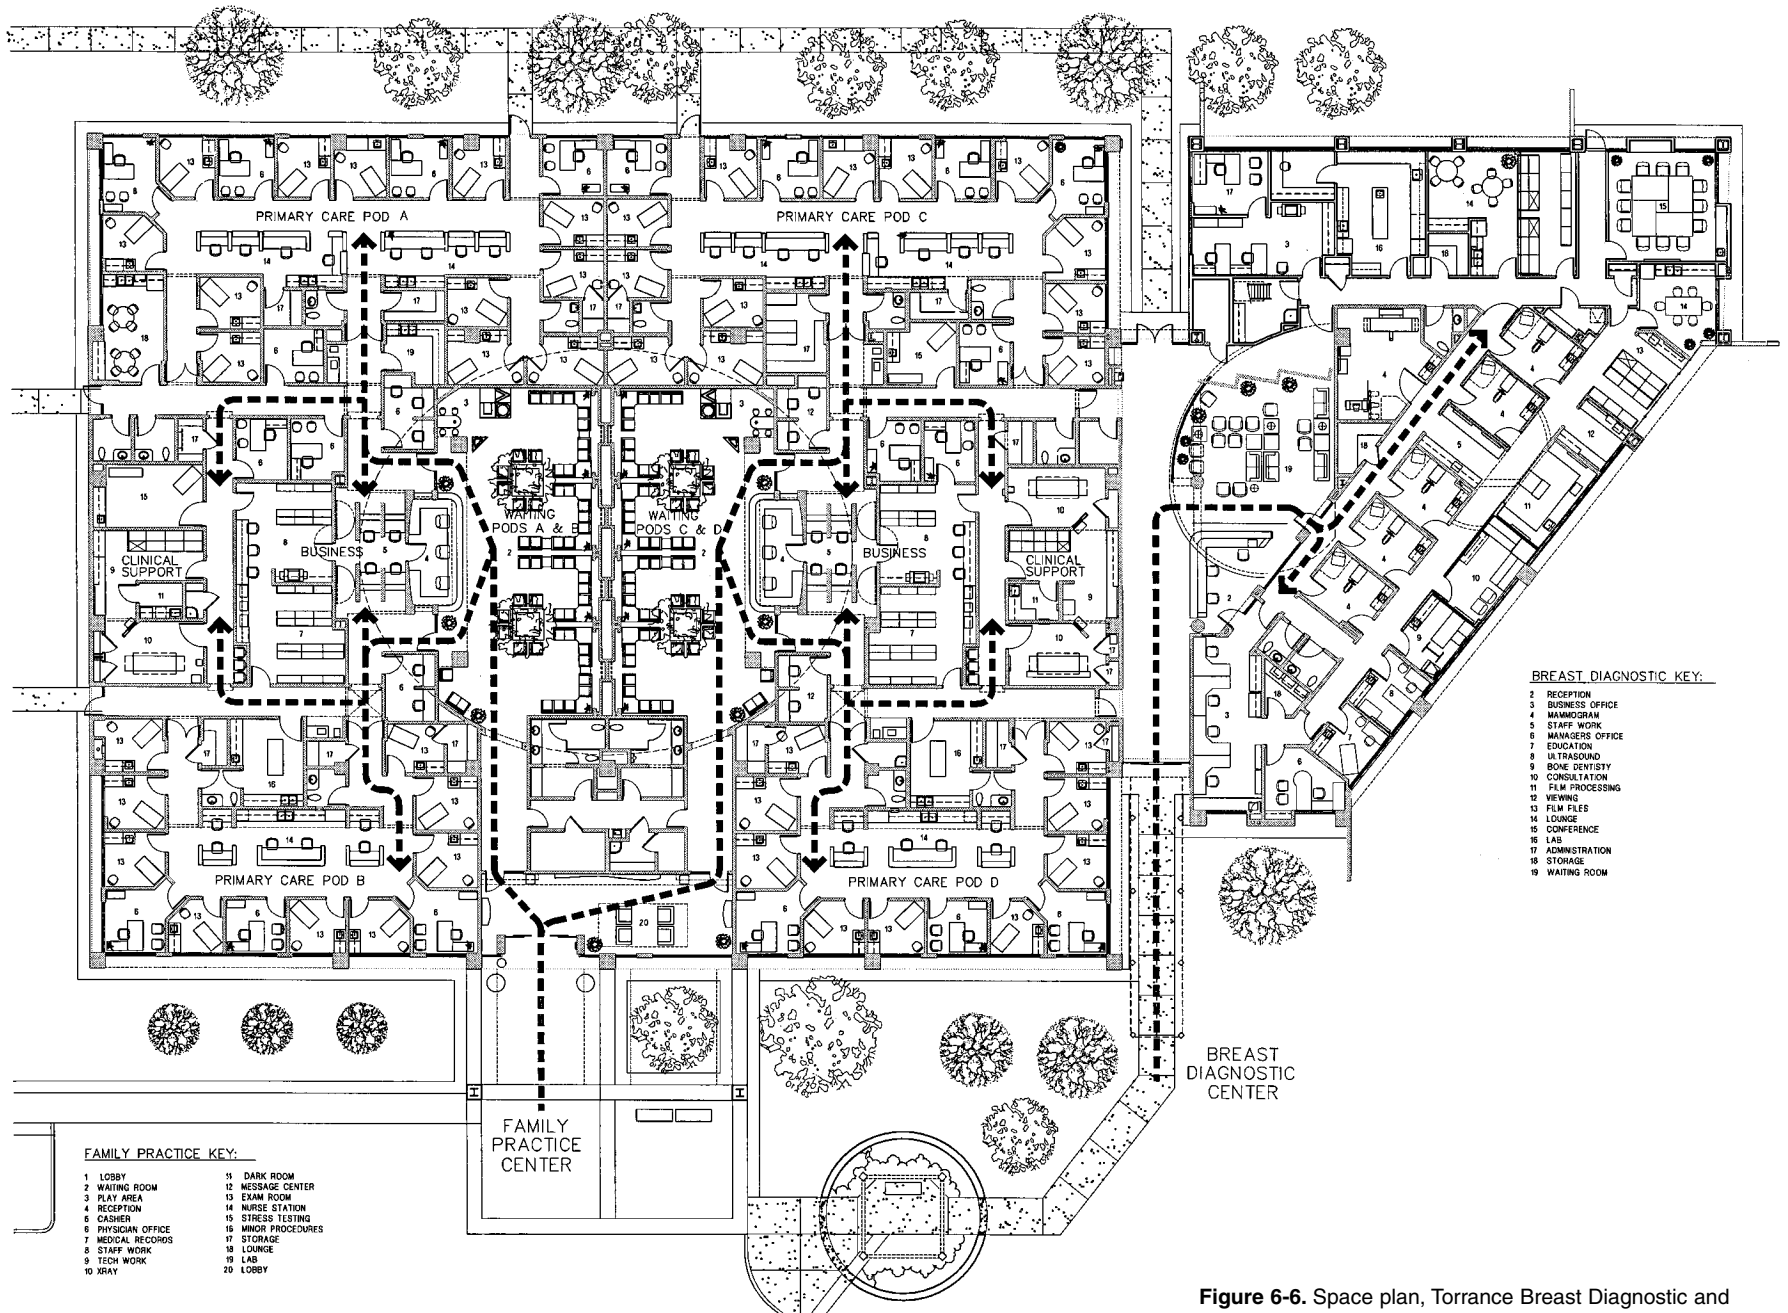 PRIMARY CARE POD A
PRIMARY CARE POD C
WAITING
PODS A & B
WAITING
PODS C & D
BUSINESS
BUSINESS
CLINICAL
SUPPORT
CLINICAL
SUPPORT
PRIMARY CARE POD B
PRIMARY CARE POD D
BREAST DIAGNOSTIC KEY:
2 RECEPTION
3 BUSINESS OFFICE
4 MAMMOGRAM
5 STAFF WORK
6 MANAGERS OFFICE
7 EDUCATION
8 ULTRASOUND
9 BONE DENTISTY
10 CONSULTATION
11 FILM PROCESSING
12 VIEWING
13 FILM FILES
14 LOUNGE
15 CONFERENCE
16 LAB
17 ADMINISTRATION
18 STORAGE
19 WAITING ROOM
BREAST
DIAGNOSTIC
CENTER
FAMILY
PRACTICE
CENTER
FAMILY PRACTICE KEY:
1 LOBBY
2 WAITING ROOM
3 PLAY AREA
4 RECEPTION
5 CASHIER
6 PHYSICIAN OFFICE
7 MEDICAL RECORDS
8 STAFF WORK
9 TECH WORK
10 XRAY
11 DARK ROOM
12 MESSAGE CENTER
13 EXAM ROOM
14 NURSE STATION
15 STRESS TESTING
16 MINOR PROCEDURES
17 STORAGE
18 LOUNGE
19 LAB
20 LOBBY
Figure 6-6. Space plan, Torrance Breast Diagnostic and